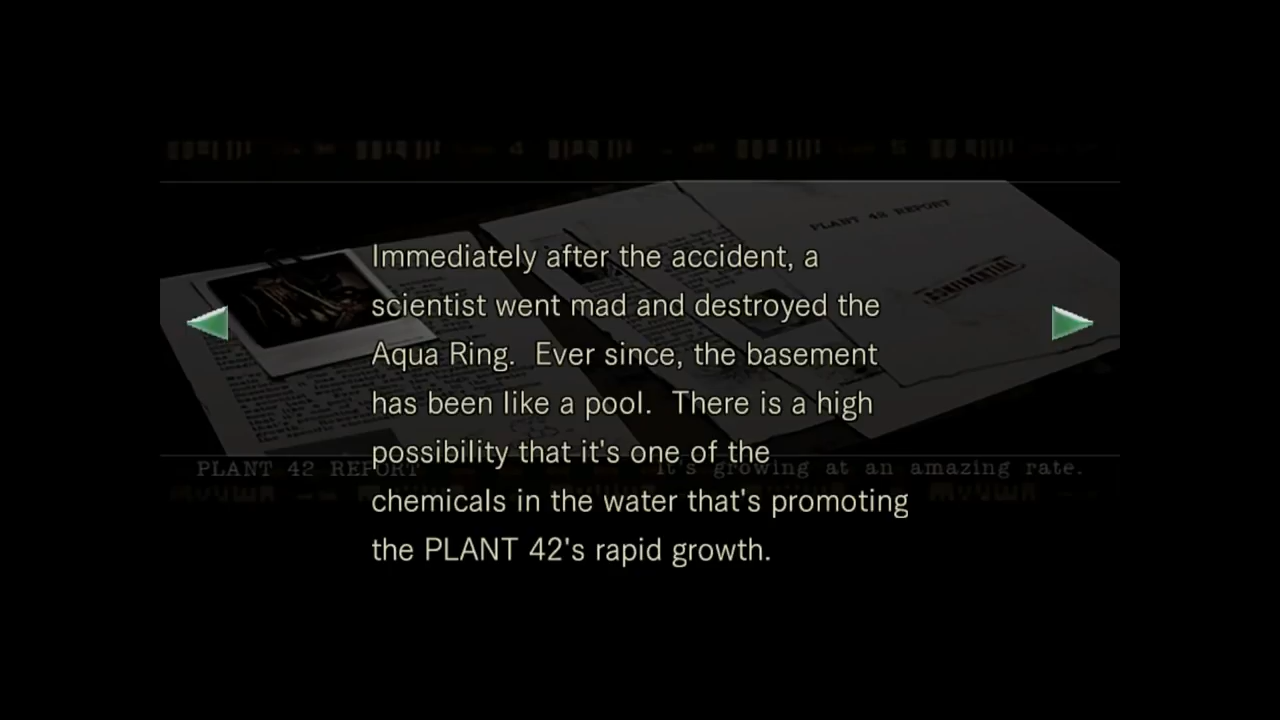 PLANT 42 REPORT
CONFIDENTIAL
Immediately after the accident, a
scientist went mad and destroyed the
Aqua Ring.  Ever since, the basement
has been like a pool.  There is a high
possibility that it's one of the
chemicals in the water that's promoting
the PLANT 42's rapid growth.
PLANT 42 REPORT
it's growing at an amazing rate.